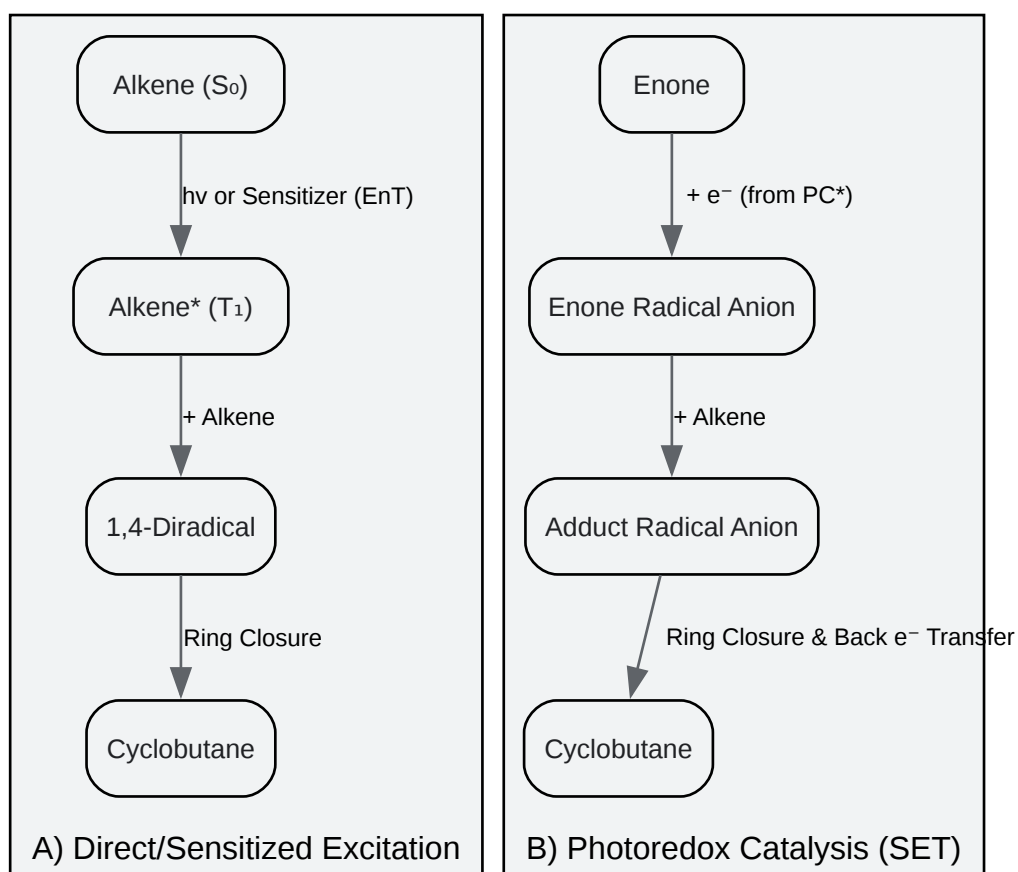 Alkene (S₀)
hv or Sensitizer (EnT)
Alkene* (T₁)
+ Alkene
1,4-Diradical
Ring Closure
Cyclobutane
A) Direct/Sensitized Excitation
Enone
+ e⁻ (from PC*)
Enone Radical Anion
+ Alkene
Adduct Radical Anion
Ring Closure & Back e⁻ Transfer
Cyclobutane
B) Photoredox Catalysis (SET)